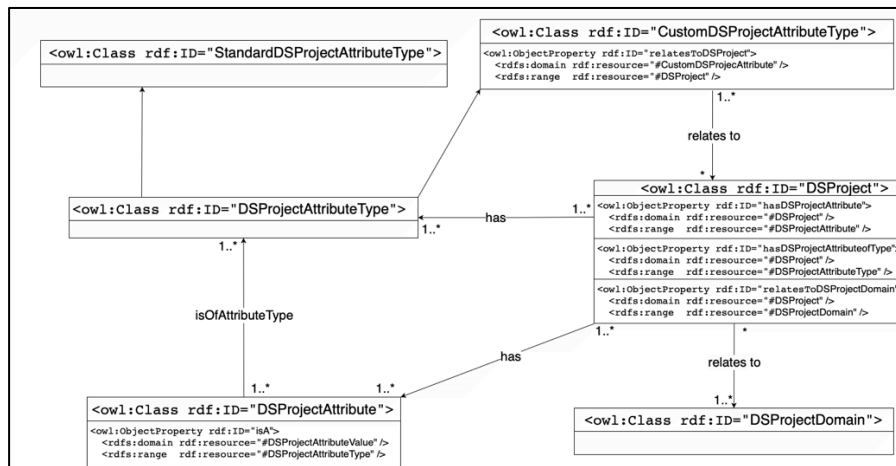 <owl:Class rdf:ID="StandardDSProjectAttributeType">
<owl:Class rdf:ID="CustomDSProjectAttributeType">
<owl:ObjectProperty rdf:ID="relatesToDSProject">
<rdfs:domain rdf:resource="#CustomDSProjecAttribute" />
<rdfs:range rdf:resource="#DSProject" />
1..*
relates to
*
<owl:Class rdf:ID="DSProject">
<owl:ObjectProperty rdf:ID="hasDSProjectAttribute">
<rdfs:domain rdf:resource="#DSProject" />
<rdfs:range rdf:resource="#DSProjectAttribute" />
<owl:ObjectProperty rdf:ID="hasDSProjectAttributeofType">
<rdfs:domain rdf:resource="#DSProject" />
<rdfs:range rdf:resource="#DSProjectAttributeType" />
<owl:ObjectProperty rdf:ID="relatesToDSProjectDomain"
<rdfs:domain rdf:resource="#DSProject" />
<rdfs:range rdf:resource="#DSProjectDomain" />
<owl:Class rdf:ID="DSProjectAttributeType">
1..*
has
1..*
1..*
isOfAttributeType
1..*
1..*
has
1..*
*
relates to
1..*
<owl:Class rdf:ID="DSProjectAttribute">
<owl:ObjectProperty rdf:ID="isA">
<rdfs:domain rdf:resource="#DSProjectAttributeValue" />
<rdfs:range rdf:resource="#DSProjectAttributeType" />
<owl:Class rdf:ID="DSProjectDomain">